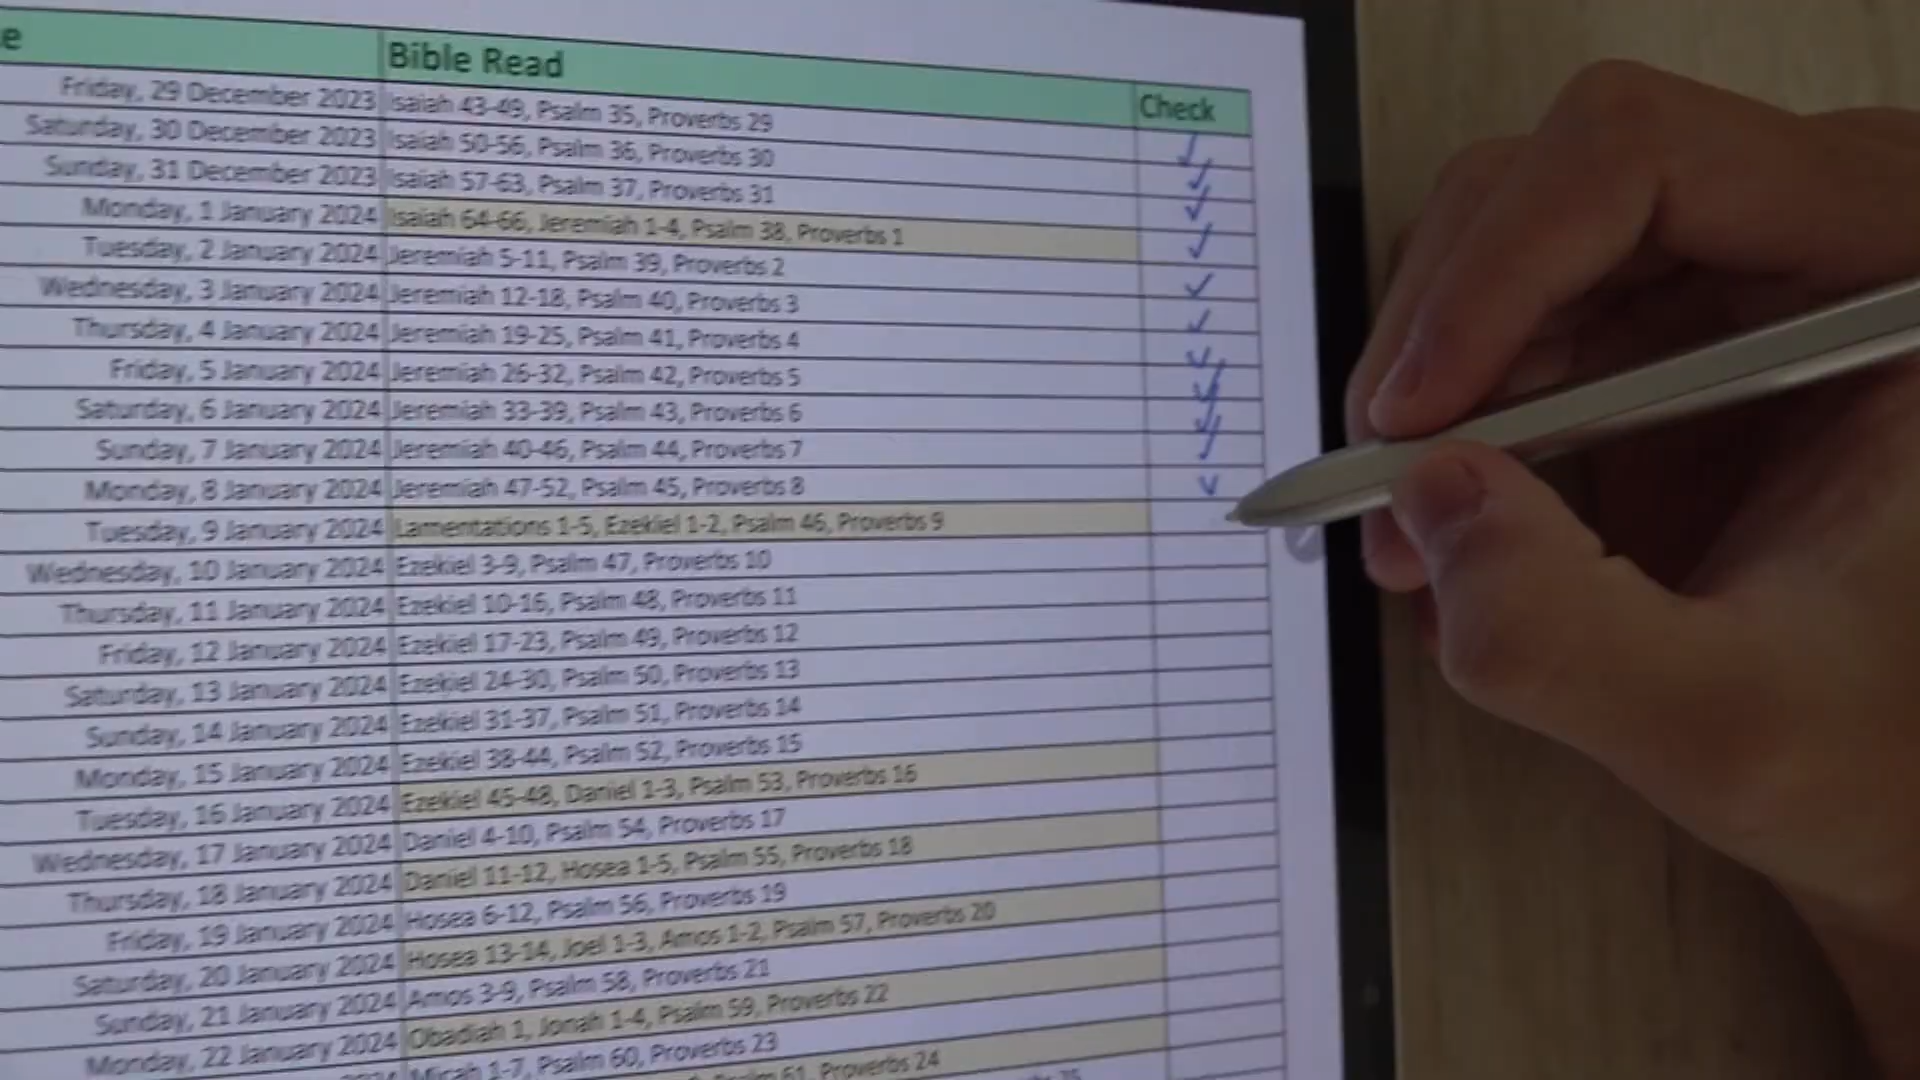 e Bible Read Check
Friday, 29 December 2023 Isaiah 43-49, Psalm 35, Proverbs 29
Saturday, 30 December 2023 Isaiah 50-56, Psalm 36, Proverbs 30
Sunday, 31 December 2023 Isaiah 57-63, Psalm 37, Proverbs 31
Monday, 1 January 2024 Isaiah 64-66, Jeremiah 1-4, Psalm 38, Proverbs 1
Tuesday, 2 January 2024 Jeremiah 5-11, Psalm 39, Proverbs 2
Wednesday, 3 January 2024 Jeremiah 12-18, Psalm 40, Proverbs 3
Thursday, 4 January 2024 Jeremiah 19-25, Psalm 41, Proverbs 4
Friday, 5 January 2024 Jeremiah 26-32, Psalm 42, Proverbs 5
Saturday, 6 January 2024 Jeremiah 33-39, Psalm 43, Proverbs 6
Sunday, 7 January 2024 Jeremiah 40-46, Psalm 44, Proverbs 7
Monday, 8 January 2024 Jeremiah 47-52, Psalm 45, Proverbs 8
Tuesday, 9 January 2024 Lamentations 1-5, Ezekiel 1-2, Psalm 46, Proverbs 9
Wednesday, 10 January 2024 Ezekiel 3-9, Psalm 47, Proverbs 10
Thursday, 11 January 2024 Ezekiel 10-16, Psalm 48, Proverbs 11
Friday, 12 January 2024 Ezekiel 17-23, Psalm 49, Proverbs 12
Saturday, 13 January 2024 Ezekiel 24-30, Psalm 50, Proverbs 13
Sunday, 14 January 2024 Ezekiel 31-37, Psalm 51, Proverbs 14
Monday, 15 January 2024 Ezekiel 38-44, Psalm 52, Proverbs 15
Tuesday, 16 January 2024 Ezekiel 45-48, Daniel 1-3, Psalm 53, Proverbs 16
Wednesday, 17 January 2024 Daniel 4-10, Psalm 54, Proverbs 17
Thursday, 18 January 2024 Daniel 11-12, Hosea 1-5, Psalm 55, Proverbs 18
Friday, 19 January 2024 Hosea 6-12, Psalm 56, Proverbs 19
Saturday, 20 January 2024 Hosea 13-14, Joel 1-3, Amos 1-2, Psalm 57, Proverbs 20
Sunday, 21 January 2024 Amos 3-9, Psalm 58, Proverbs 21
Monday, 22 January 2024 Obadiah 1, Jonah 1-4, Psalm 59, Proverbs 22
2024 Micah 1-7, Psalm 60, Proverbs 23
Psalm 61, Proverbs 24